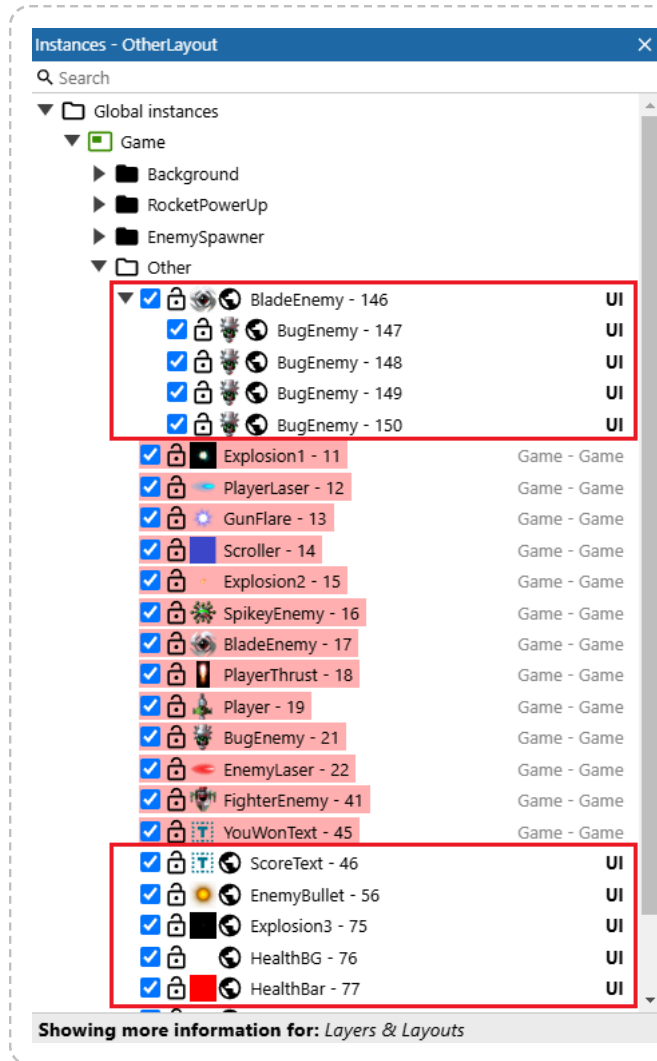 Instances - OtherLayout
Search
Global instances
Game
Background
RocketPowerUp
EnemySpawner
Other
BladeEnemy - 146 UI
BugEnemy - 147 UI
BugEnemy - 148 UI
BugEnemy - 149 UI
BugEnemy - 150 UI
Explosion1 - 11 Game - Game
PlayerLaser - 12 Game - Game
GunFlare - 13 Game - Game
Scroller - 14 Game - Game
Explosion2 - 15 Game - Game
SpikeyEnemy - 16 Game - Game
BladeEnemy - 17 Game - Game
PlayerThrust - 18 Game - Game
Player - 19 Game - Game
BugEnemy - 21 Game - Game
EnemyLaser - 22 Game - Game
FighterEnemy - 41 Game - Game
YouWonText - 45 Game - Game
ScoreText - 46 UI
EnemyBullet - 56 UI
Explosion3 - 75 UI
HealthBG - 76 UI
HealthBar - 77 UI
Showing more information for: Layers & Layouts